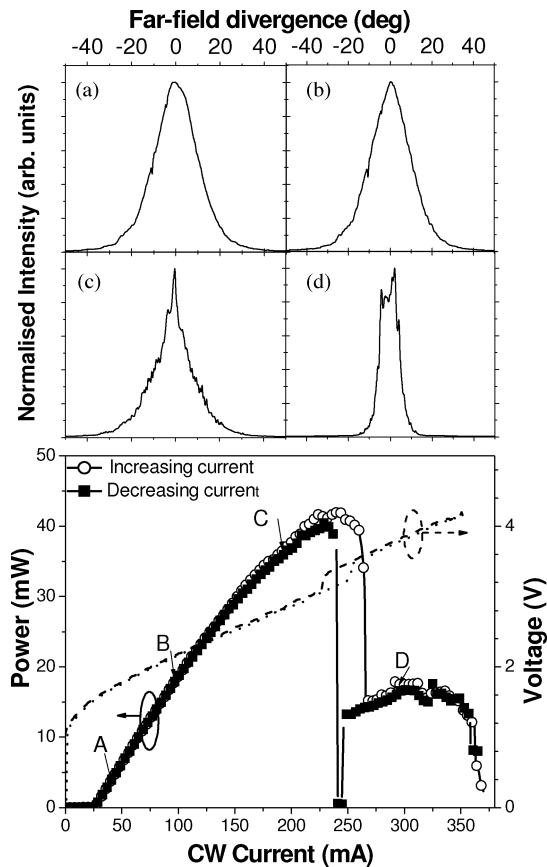 Far-field divergence (deg)
-40 -20 0 20 40 -40 -20 0 20 40
(a) (b)
Normalised Intensity (arb. units)
(c) (d)
50
Increasing current
Decreasing current
40 4
C
30
Power (mW)
Voltage (V)
B
20 2
D
A
10
0 0
0 50 100 150 200 250 300 350
CW Current (mA)